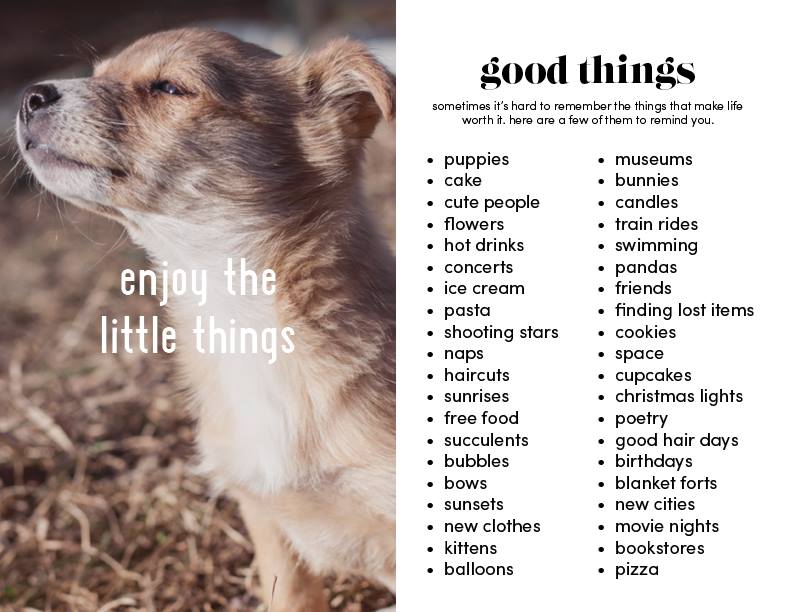 enjoy the
little things
good things
sometimes it's hard to remember the things that make life
worth it. here are a few of them to remind you.
• puppies
• cake
• cute people
• flowers
• hot drinks
• concerts
• ice cream
• pasta
• shooting stars
• naps
• haircuts
• sunrises
• free food
• succulents
• bubbles
• bows
• sunsets
• new clothes
• kittens
• balloons
• museums
• bunnies
• candles
• train rides
• swimming
• pandas
• friends
• finding lost items
• cookies
• space
• cupcakes
• christmas lights
• poetry
• good hair days
• birthdays
• blanket forts
• new cities
• movie nights
• bookstores
• pizza